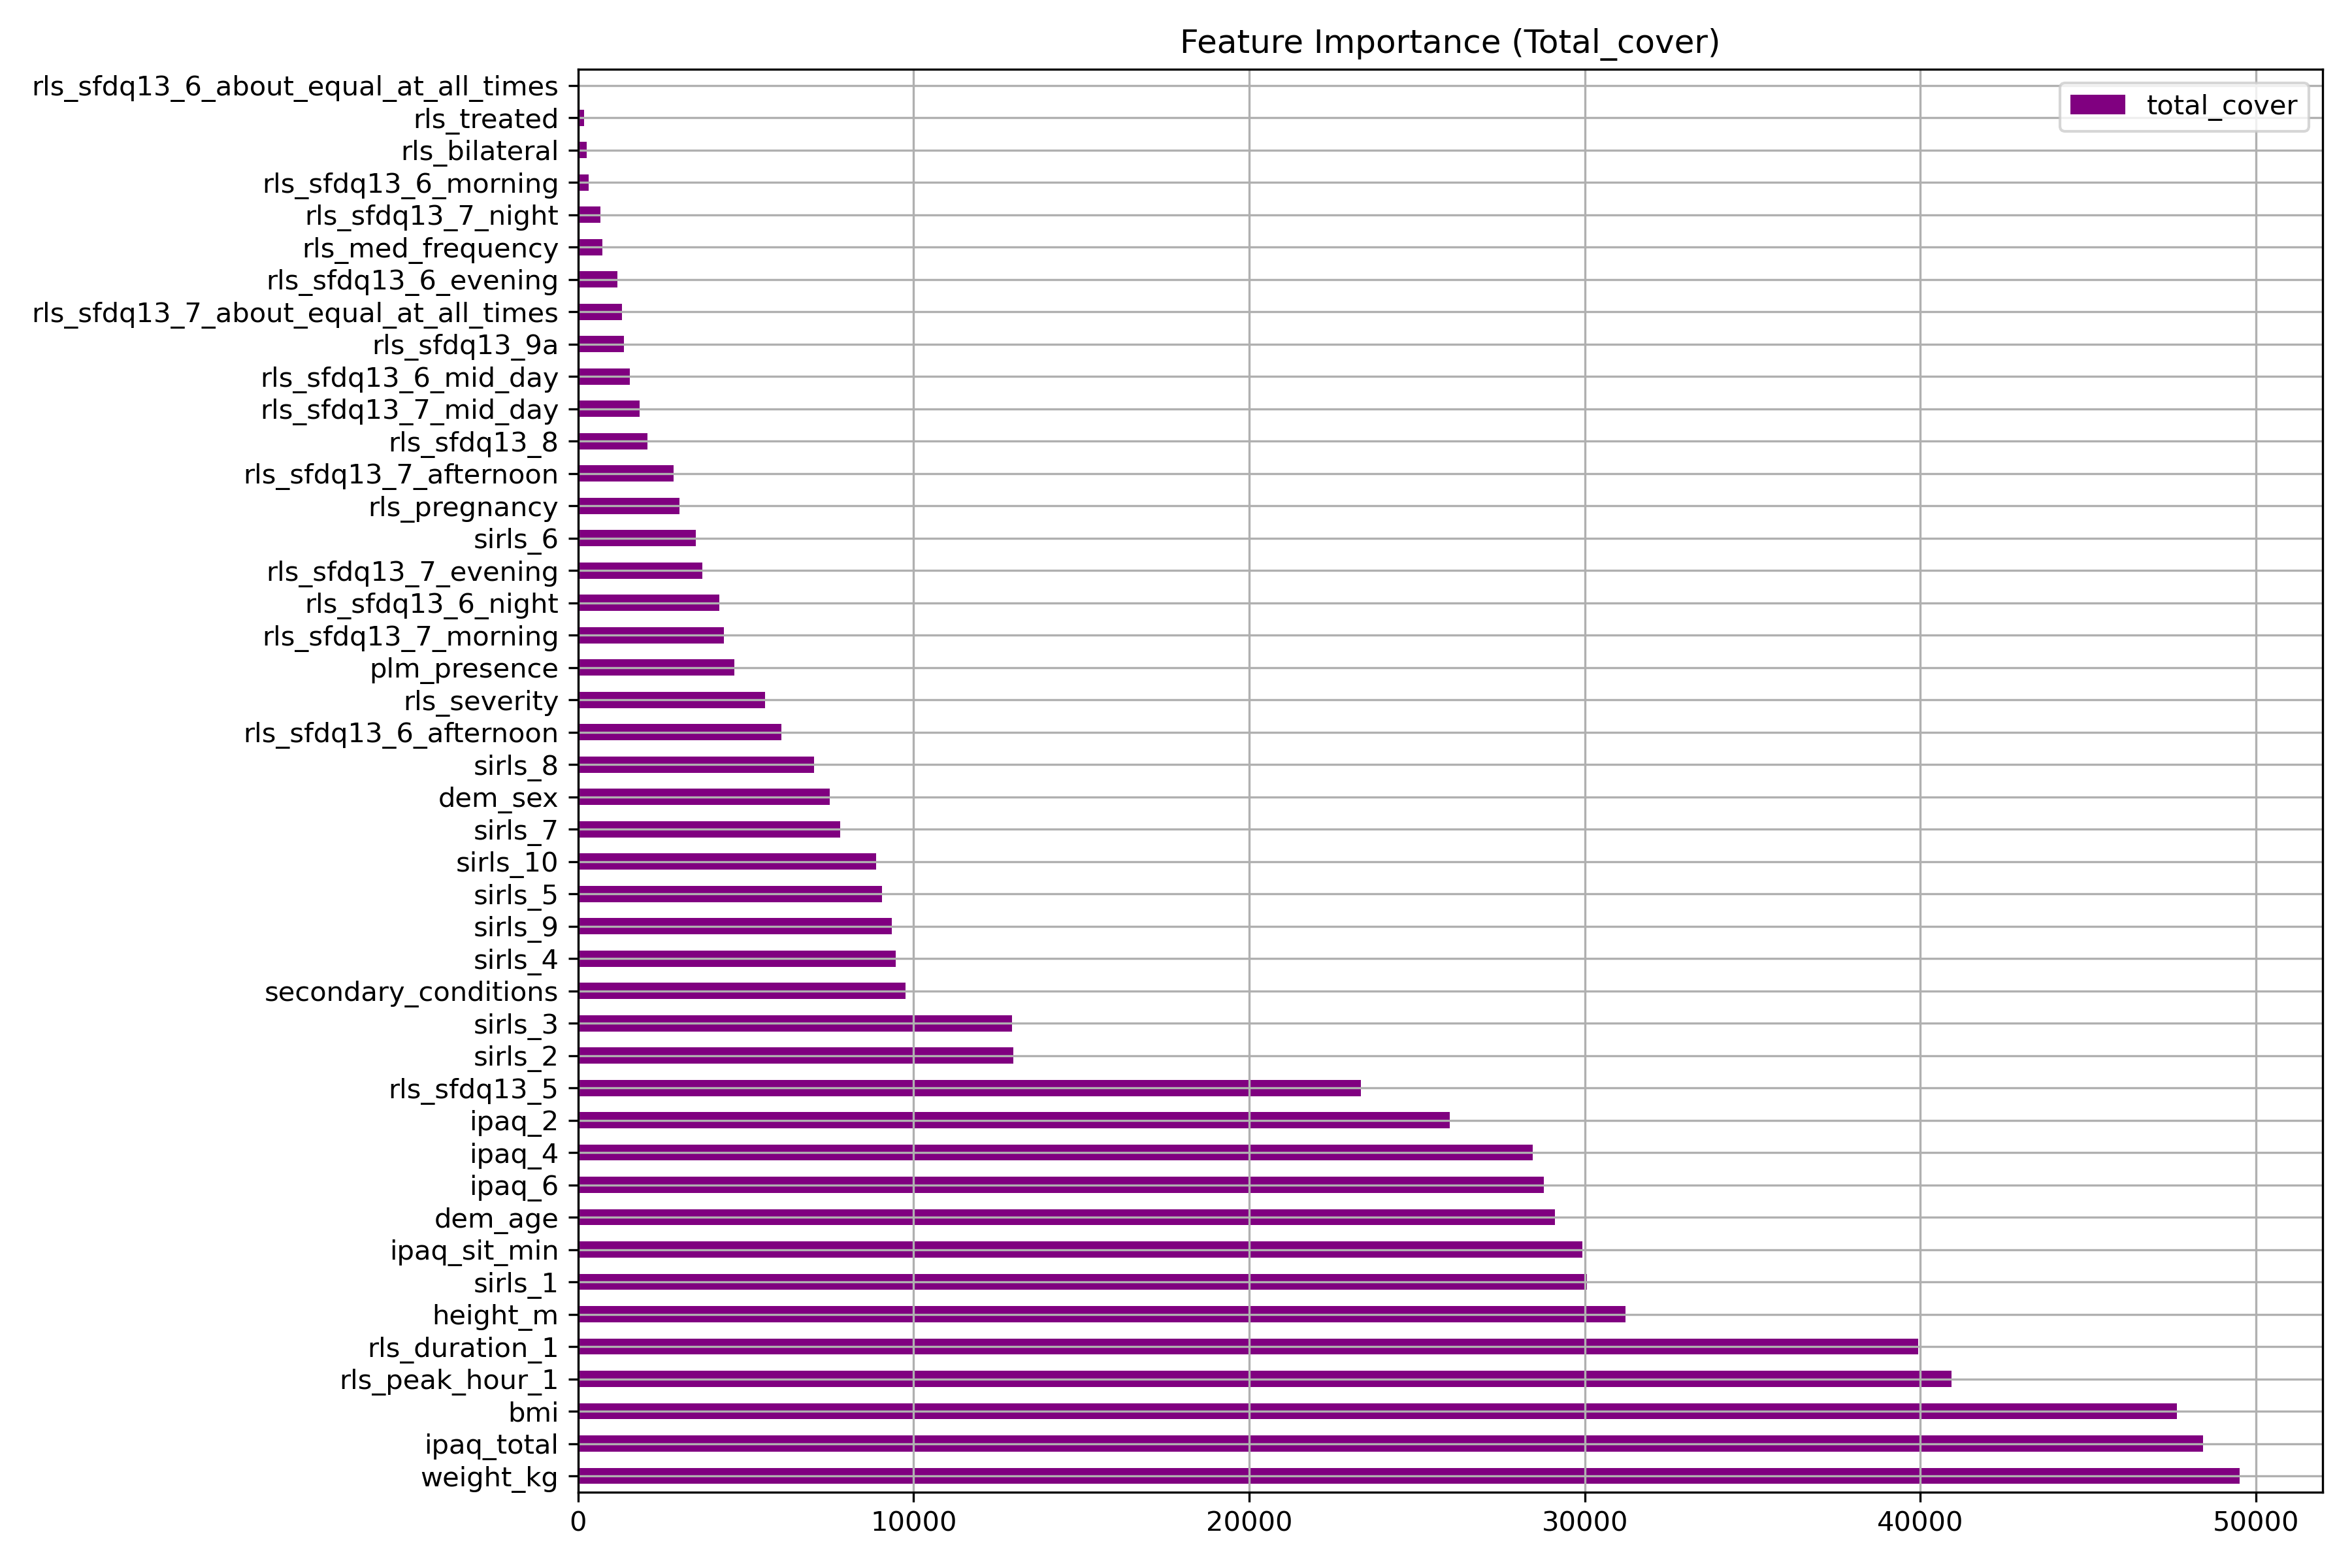 Feature Importance (Total_cover)
total_cover
rls_sfdq13_6_about_equal_at_all_times
rls_treated
rls_bilateral
rls_sfdq13_6_morning
rls_sfdq13_7_night
rls_med_frequency
rls_sfdq13_6_evening
rls_sfdq13_7_about_equal_at_all_times
rls_sfdq13_9a
rls_sfdq13_6_mid_day
rls_sfdq13_7_mid_day
rls_sfdq13_8
rls_sfdq13_7_afternoon
rls_pregnancy
sirls_6
rls_sfdq13_7_evening
rls_sfdq13_6_night
rls_sfdq13_7_morning
plm_presence
rls_severity
rls_sfdq13_6_afternoon
sirls_8
dem_sex
sirls_7
sirls_10
sirls_5
sirls_9
sirls_4
secondary_conditions
sirls_3
sirls_2
rls_sfdq13_5
ipaq_2
ipaq_4
ipaq_6
dem_age
ipaq_sit_min
sirls_1
height_m
rls_duration_1
rls_peak_hour_1
bmi
ipaq_total
weight_kg
0 10000 20000 30000 40000 50000